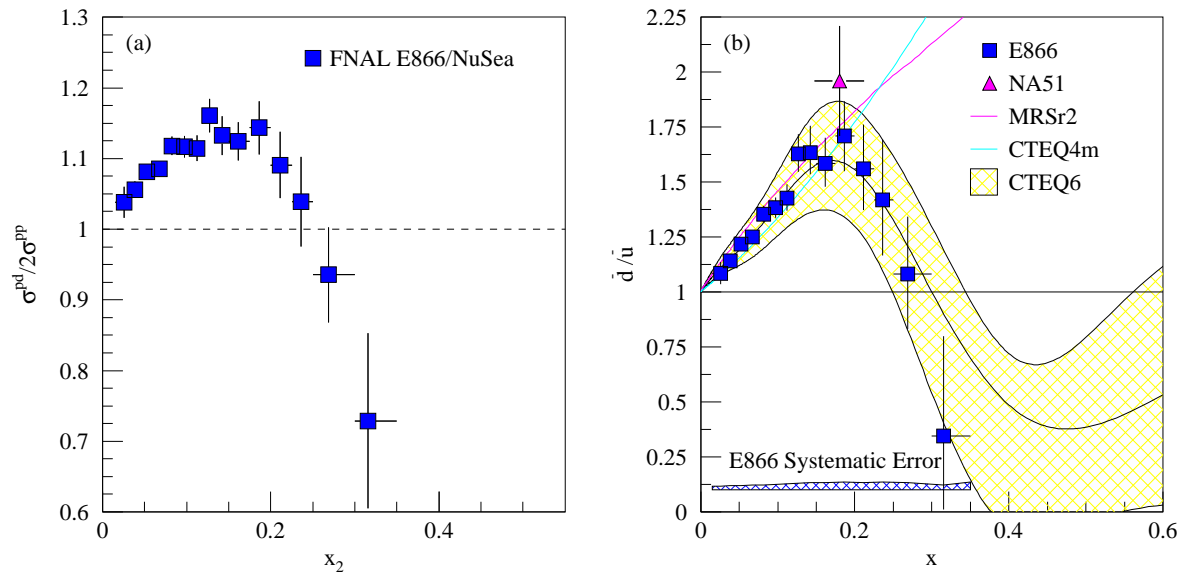 (a)
FNAL E866/NuSea
1.3
1.2
1.1
1
0.9
0.8
0.7
0.6
0
0.2
0.4
x₂
σᵖᵈ/2σᵖᵖ
(b)
E866
NA51
MRSr2
CTEQ4m
CTEQ6
E866 Systematic Error
2.25
2
1.75
1.5
1.25
1
0.75
0.5
0.25
0
0
0.2
0.4
0.6
x
d̄/ū